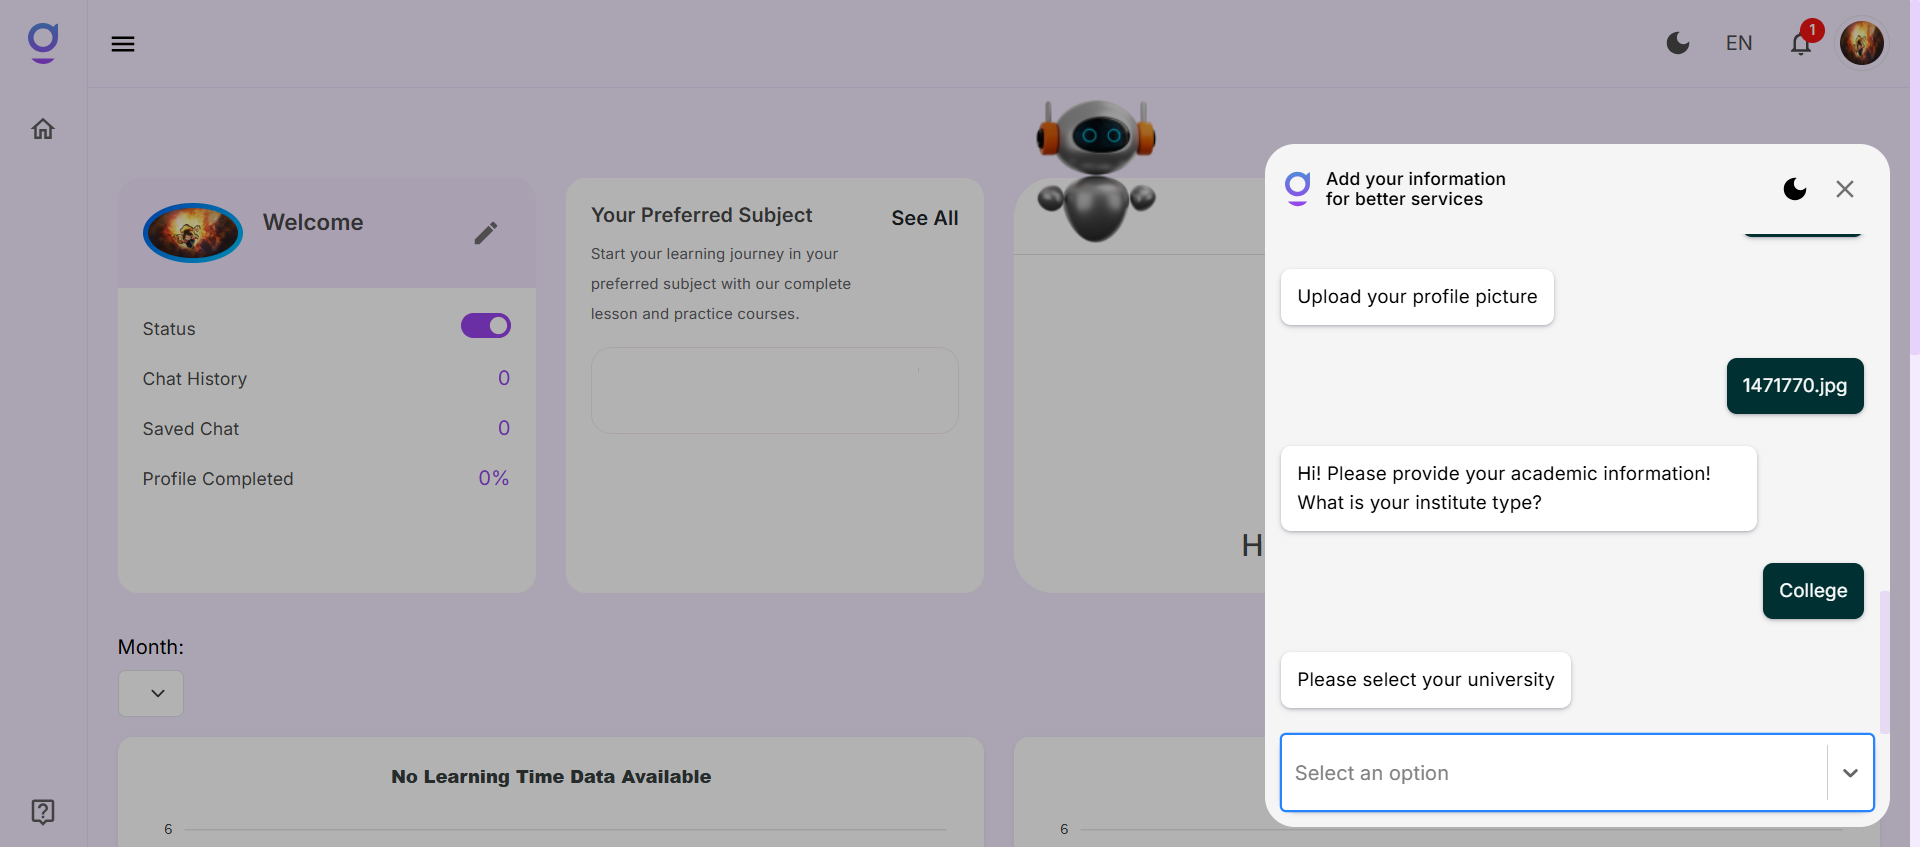 EN
1
Welcome
Status
Chat History
0
Saved Chat
0
Profile Completed
0%
Your Preferred Subject
See All
Start your learning journey in your
preferred subject with our complete
lesson and practice courses.
H
Month:
No Learning Time Data Available
6
6
Add your information
for better services
Upload your profile picture
1471770.jpg
Hi! Please provide your academic information!
What is your institute type?
College
Please select your university
Select an option